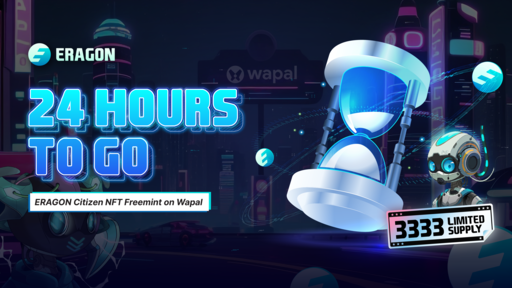 ERAGON
wapal
24 HOURS
TO GO
ERAGON Citizen NFT Freemint on Wapal
3333 LIMITED
SUPPLY